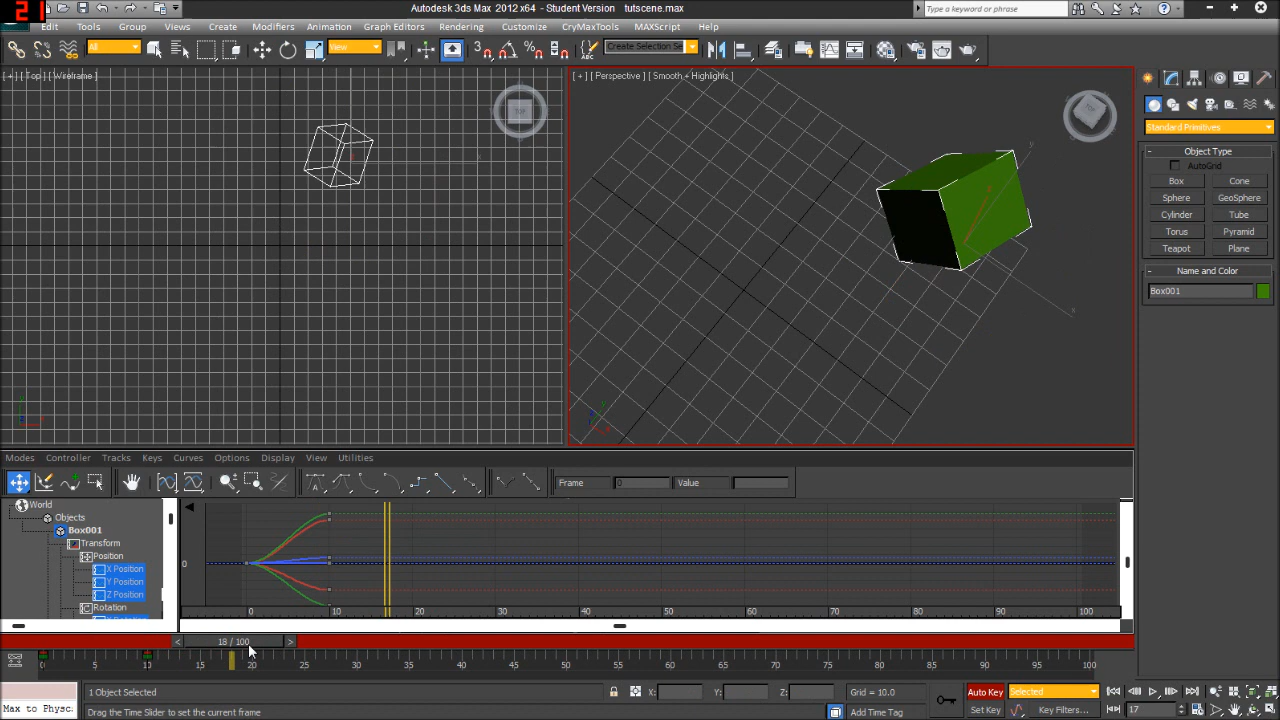 21
Autodesk 3ds Max 2012 x64 - Student Version tutscene.max
Type a keyword or phrase
Edit Tools Group Views Create Modifiers Animation Graph Editors Rendering Customize CryMaxTools MAXScript Help
All View Create Selection Se
[ + ] [ Top ] [ Wireframe ]
[ + ] [ Perspective ] [ Smooth + Highlights ]
TOP
TOP
x
y
x
Standard Primitives
Object Type
AutoGrid
Box Cone
Sphere GeoSphere
Cylinder Tube
Torus Pyramid
Teapot Plane
Name and Color
Box001
Modes Controller Tracks Keys Curves Options Display View Utilities
Frame 0 Value
World
Objects
Box001
Transform
Position
X Position
Y Position
Z Position
Rotation
0
0 10 20 30 40 50 60 70 80 90 100
< 18 / 100 >
0 5 10 15 20 25 30 35 40 45 50 55 60 65 70 75 80 85 90 95 100
1 Object Selected X: Y: Z: Grid = 10.0 Auto Key Selected
Max to Physc Drag the Time Slider to set the current frame Add Time Tag Set Key Key Filters... 17